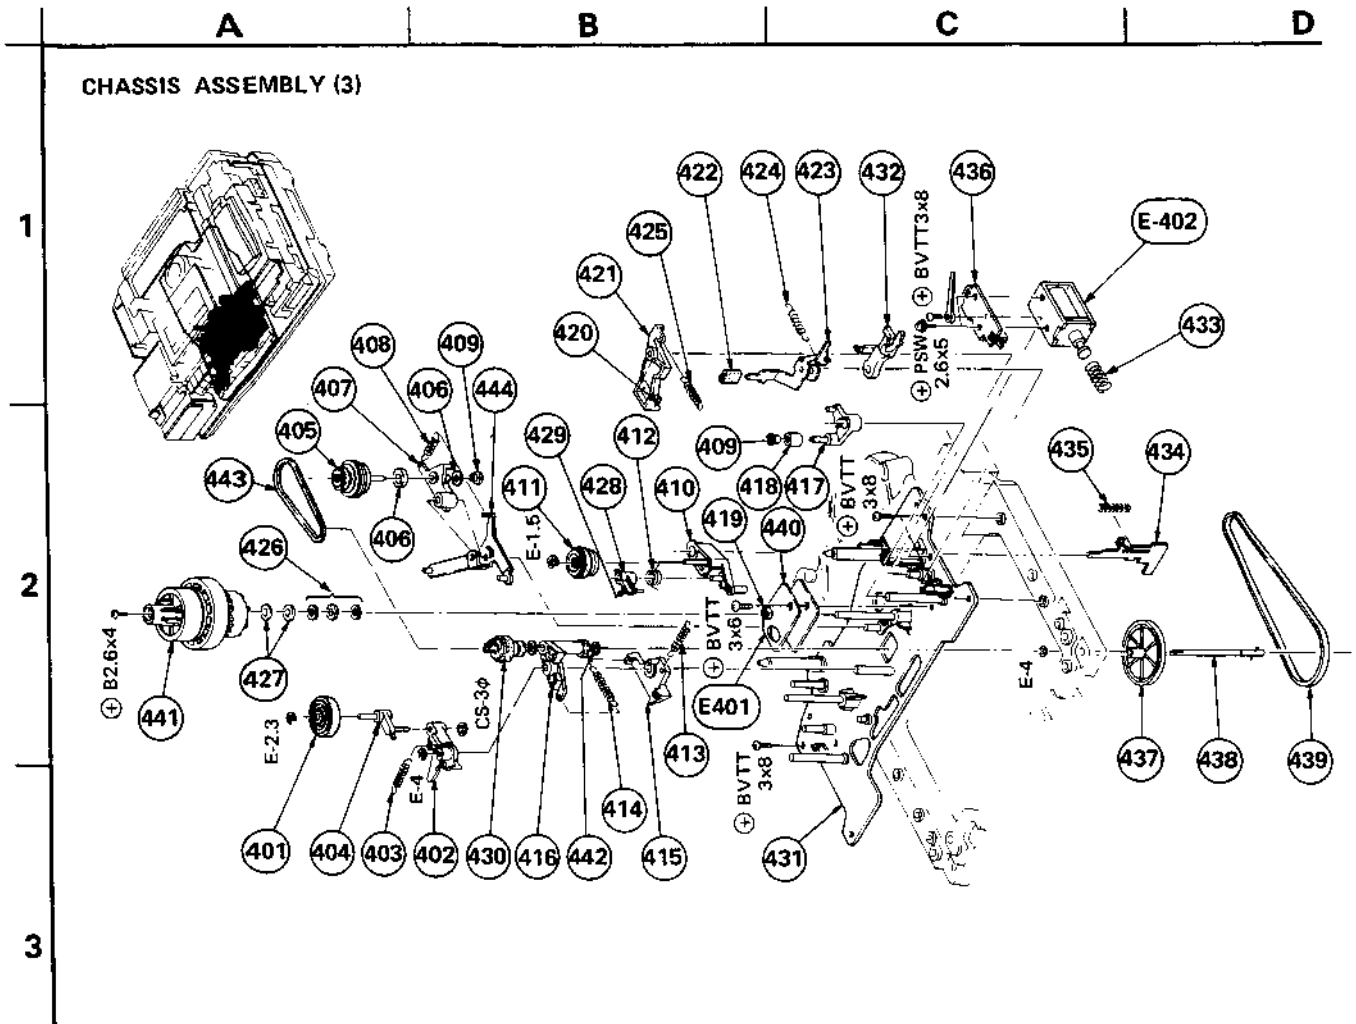 A B C D
CHASSIS ASSEMBLY (3)
1
422 424 423 432 436
⊕ BVTT3x8
E-402
425
421
420
⊕ PSW
2.6x5
433
408 409
407 406 444
405
429 412
409
443
411 428 410
418 417
⊕ BVTT
3x8
435 434
406
E-1.5
419 440
426
2
427
⊕ B2.6x4
441
⊕ BVTT
3x6
E-4
E401
CS-3φ
E-2.3
413
437 438 439
E-4
⊕ BVTT
3x8
414
401 404 403 402 430 416 442 415 431
3